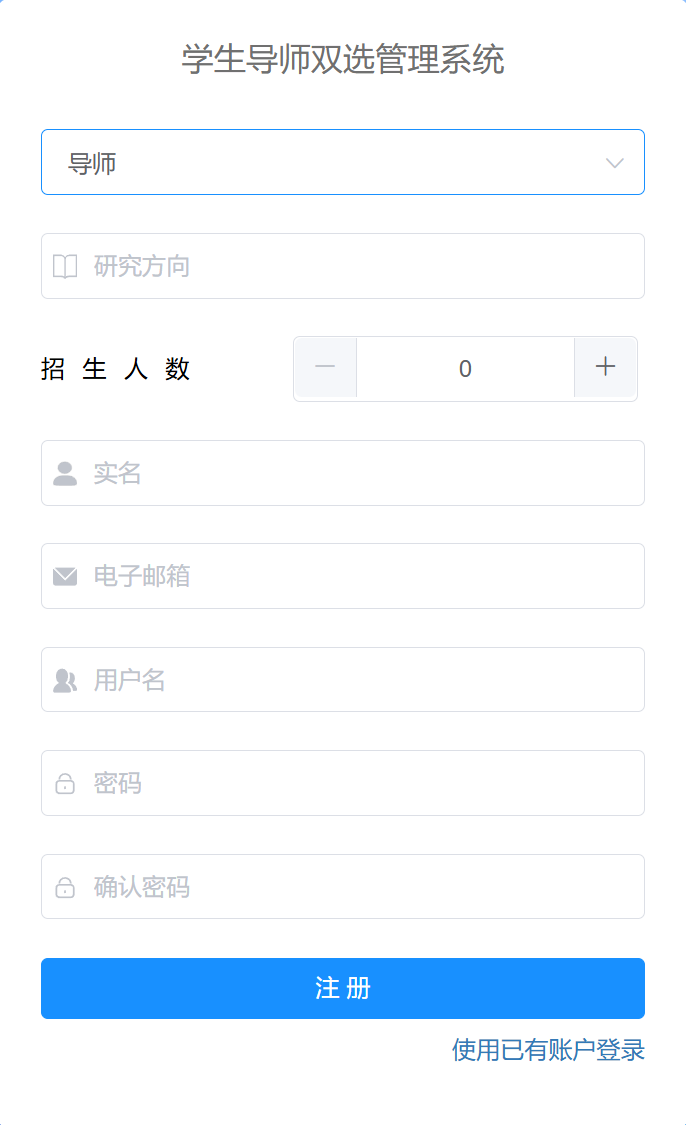 学生导师双选管理系统
导师
研究方向
招 生 人 数 0
实名
电子邮箱
用户名
密码
确认密码
注 册
使用已有账户登录